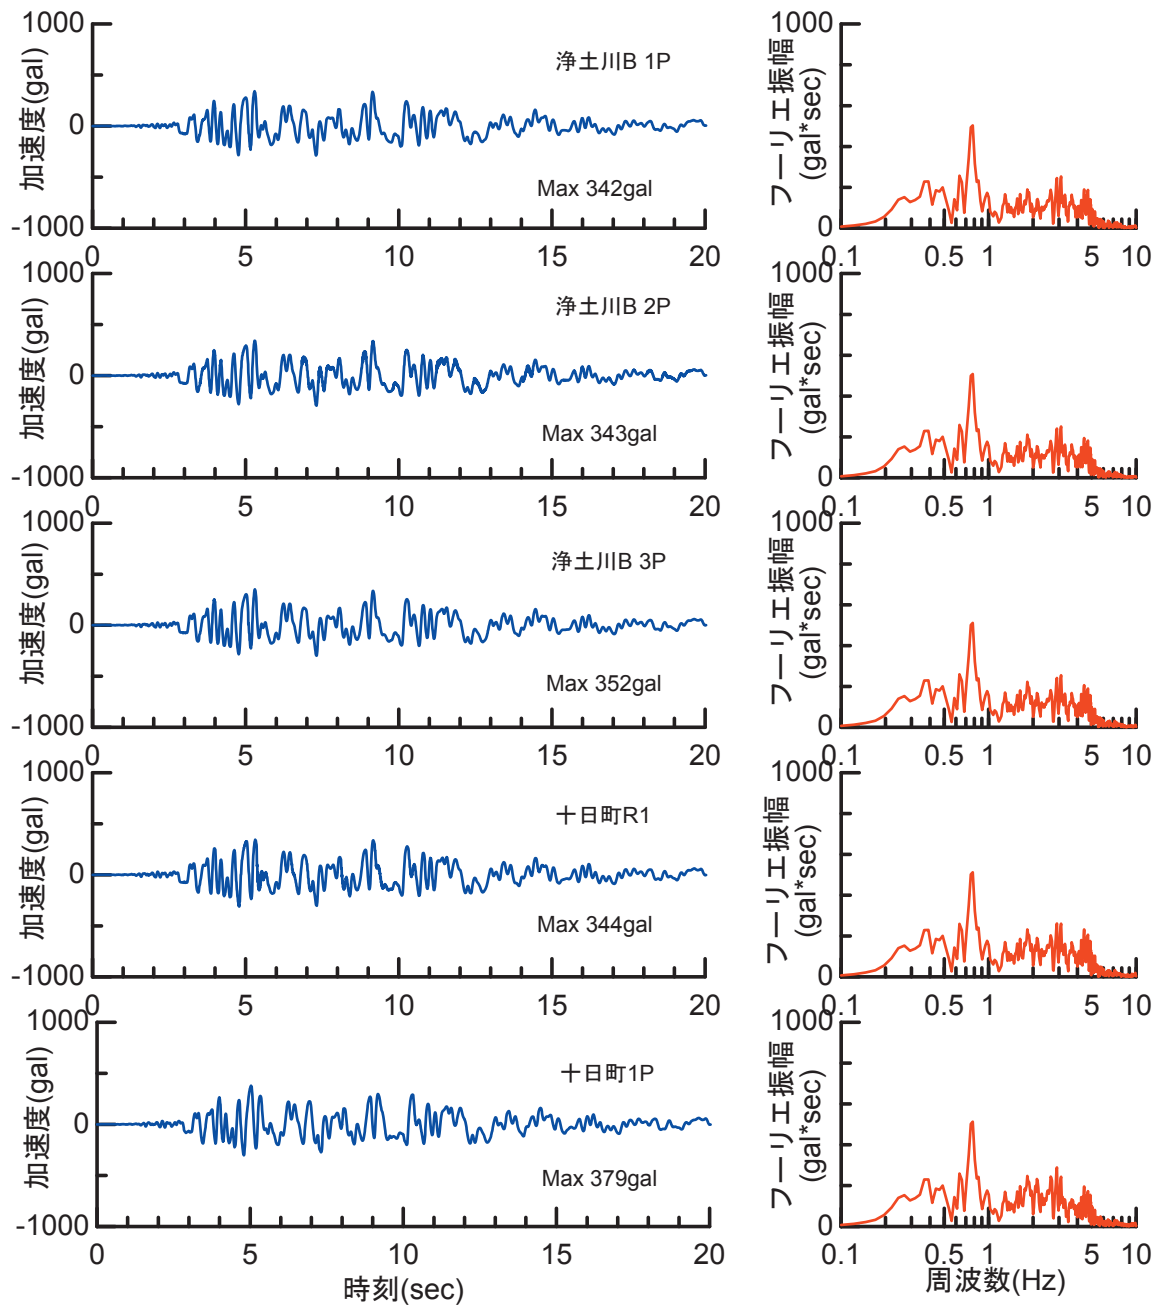 1000
0
-1000
加速度(gal)
浄土川B 1P
Max 342gal
0 5 10 15 20
1000
0
フーリエ振幅
(gal*sec)
0.1 0.5 1 5 10
1000
0
-1000
加速度(gal)
浄土川B 2P
Max 343gal
0 5 10 15 20
1000
0
フーリエ振幅
(gal*sec)
0.1 0.5 1 5 10
1000
0
-1000
加速度(gal)
浄土川B 3P
Max 352gal
0 5 10 15 20
1000
0
フーリエ振幅
(gal*sec)
0.1 0.5 1 5 10
1000
0
-1000
加速度(gal)
十日町R1
Max 344gal
0 5 10 15 20
1000
0
フーリエ振幅
(gal*sec)
0.1 0.5 1 5 10
1000
0
-1000
加速度(gal)
十日町1P
Max 379gal
0 5 10 15 20
時刻(sec)
1000
0
フーリエ振幅
(gal*sec)
0.1 0.5 1 5 10
周波数(Hz)